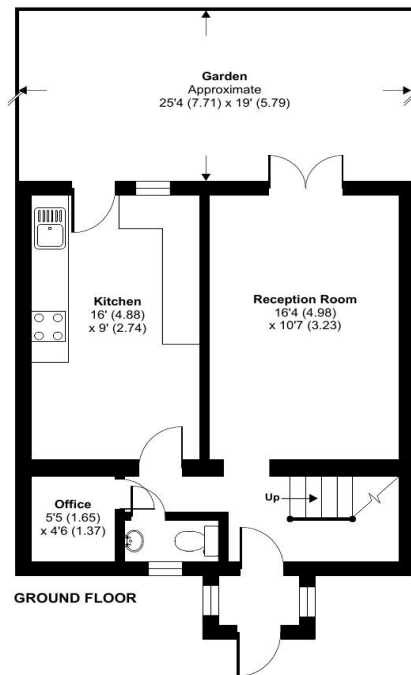 Garden
Approximate
25'4 (7.71) x 19' (5.79)
Kitchen
16' (4.88)
x 9' (2.74)
Reception Room
16'4 (4.98)
x 10'7 (3.23)
Up
Office
5'5 (1.65)
x 4'6 (1.37)
GROUND FLOOR